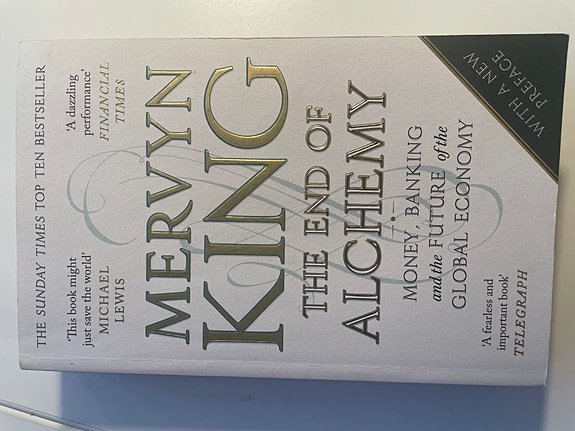 THE SUNDAY TIMES TOP TEN BESTSELLER
'This book might
just save the world'
MICHAEL
LEWIS
'A dazzling
performance'
FINANCIAL
TIMES
MERVYN
KING
THE END OF
ALCHEMY
MONEY, BANKING
and the FUTURE of the
GLOBAL ECONOMY
'A fearless and
important book'
TELEGRAPH
WITH A NEW
PREFACE